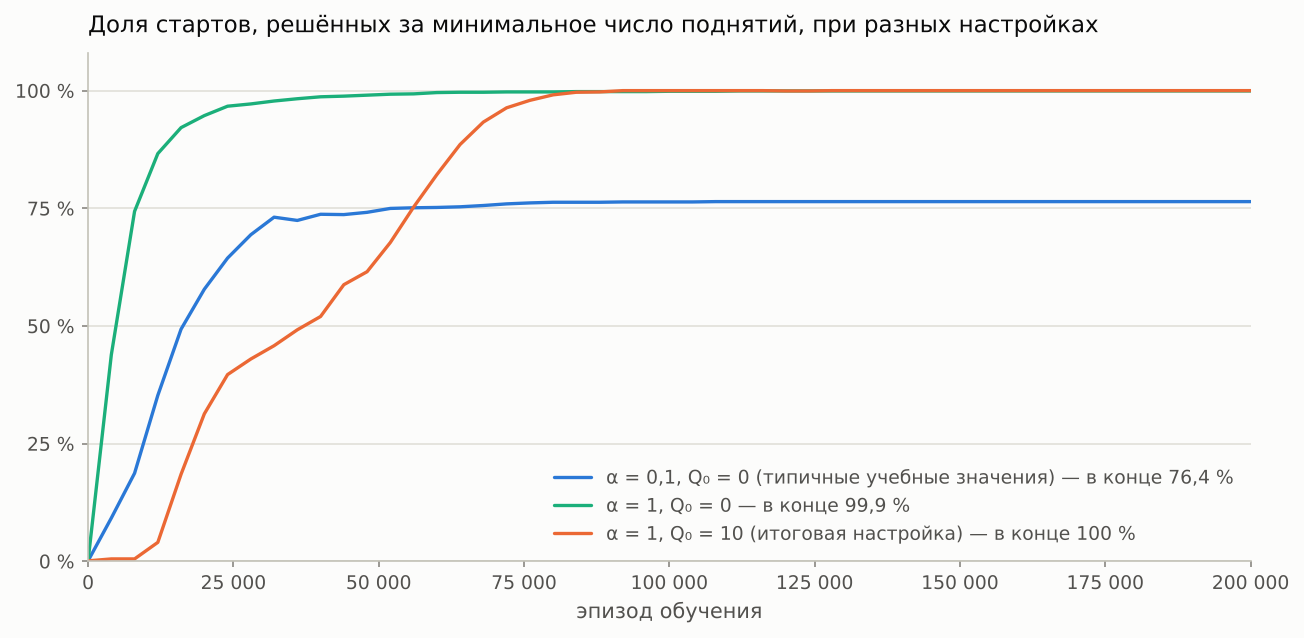 Доля стартов, решённых за минимальное число поднятий, при разных настройках
100 %
75 %
50 %
25 %
0 %
α = 0,1, Q₀ = 0 (типичные учебные значения) — в конце 76,4 %
α = 1, Q₀ = 0 — в конце 99,9 %
α = 1, Q₀ = 10 (итоговая настройка) — в конце 100 %
0 25 000 50 000 75 000 100 000 125 000 150 000 175 000 200 000
эпизод обучения